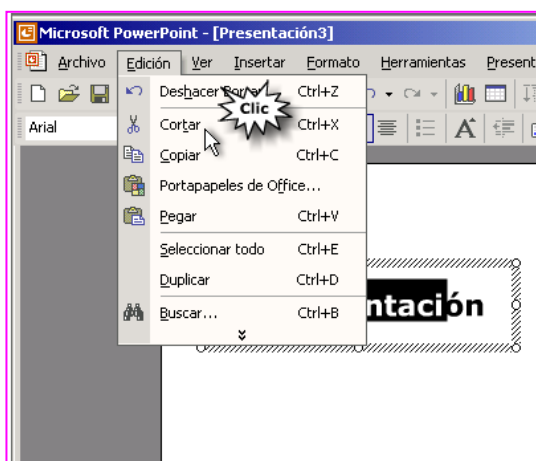 Microsoft PowerPoint - [Presentación3]
Archivo Edición Ver Insertar Formato Herramientas Present
Deshacer Ctrl+Z
Clic
Arial
Cortar Ctrl+X
Copiar Ctrl+C
Portapapeles de Office...
Pegar Ctrl+V
Seleccionar todo Ctrl+E
Duplicar Ctrl+D
ntación
Buscar... Ctrl+B